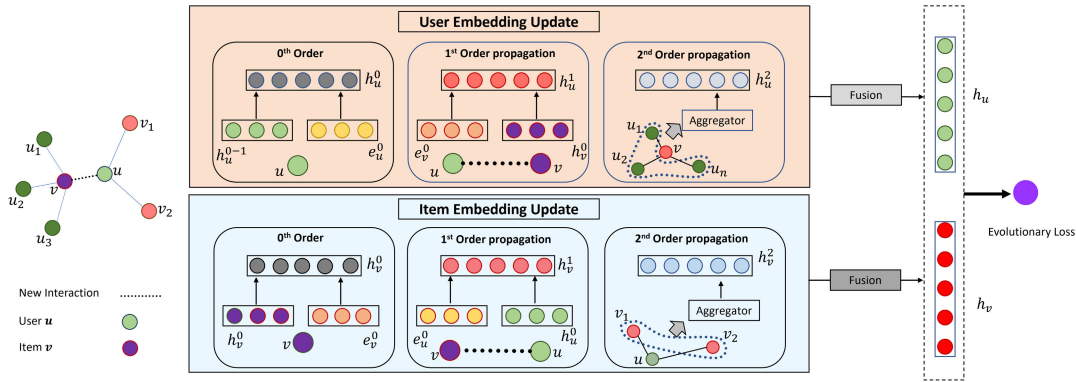 User Embedding Update
0th Order
h_u^0
h_u^{0-1}
e_u^0
u
1st Order propagation
h_u^1
e_v^0
h_v^0
u
v
2nd Order propagation
h_u^2
Aggregator
u_1
u_2
v
u_n
Fusion
h_u
u_1
u_2
u_3
v
u
v_1
v_2
New Interaction
User u
Item v
Item Embedding Update
0th Order
h_v^0
h_v^0
e_v^0
v
1st Order propagation
h_v^1
e_u^0
h_u^0
v
u
2nd Order propagation
h_v^2
Aggregator
v_1
v_2
u
Fusion
h_v
Evolutionary Loss